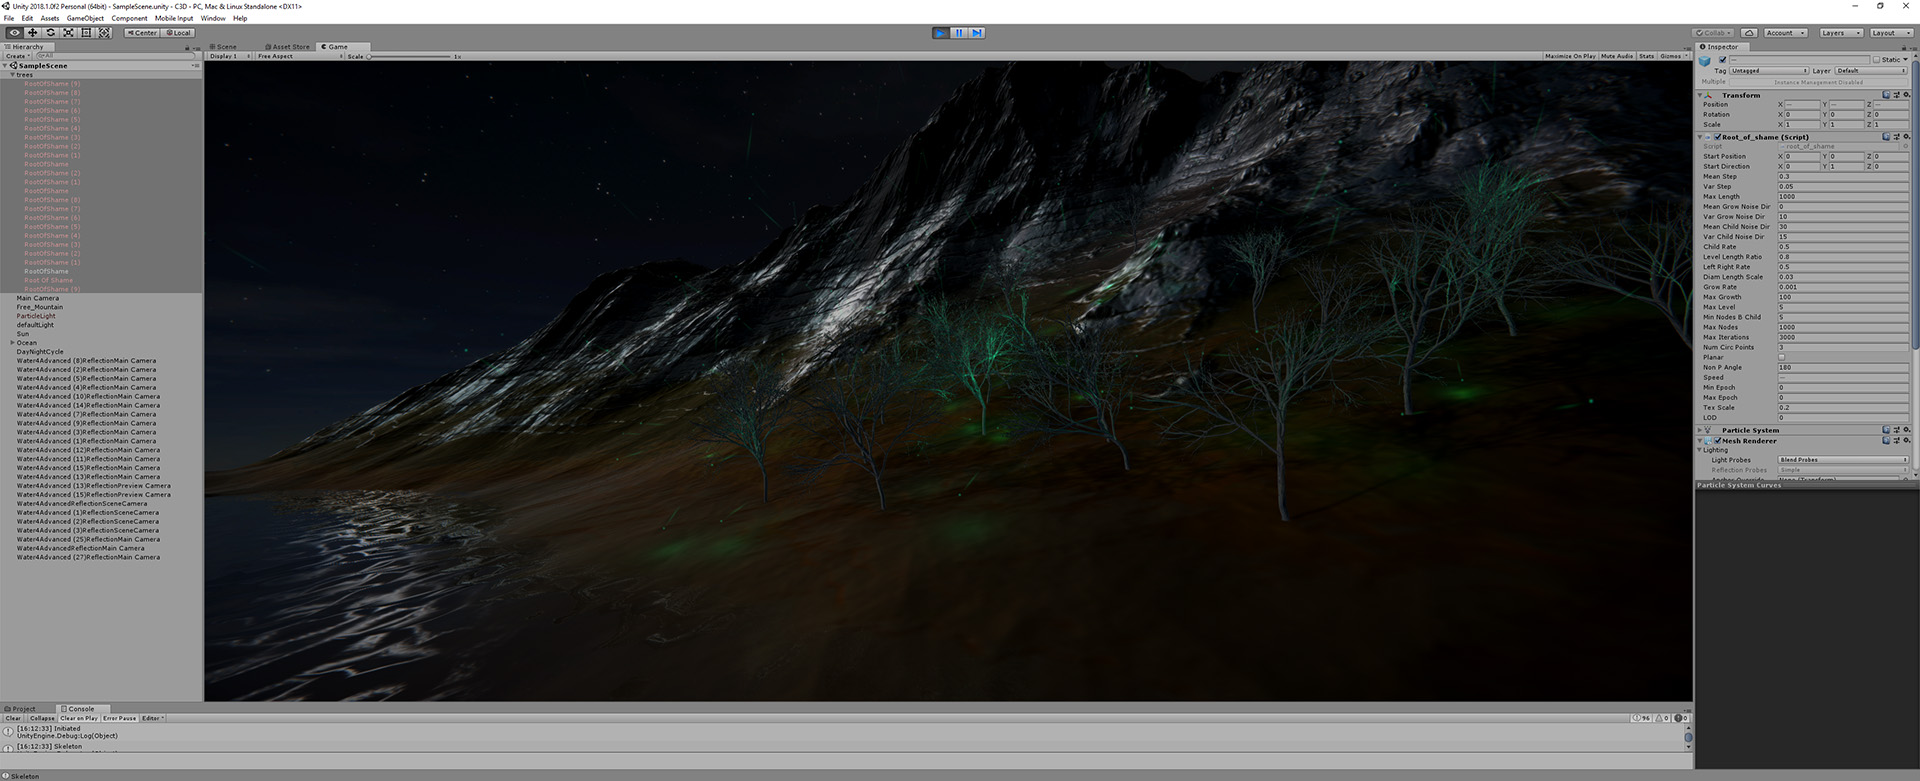 Unity 2018.1.0f2 Personal (64bit) - SampleScene.unity - C3D - PC, Mac & Linux Standalone <DX11>
File Edit Assets GameObject Component Mobile Input Window Help
Center Local
Collab Account Layers Layout
Hierarchy
Create All
SampleScene
trees
RootOfShame (9)
RootOfShame (8)
RootOfShame (7)
RootOfShame (6)
RootOfShame (5)
RootOfShame (4)
RootOfShame (3)
RootOfShame (2)
RootOfShame (1)
RootOfShame
RootOfShame (2)
RootOfShame (1)
RootOfShame
RootOfShame (8)
RootOfShame (7)
RootOfShame (6)
RootOfShame (5)
RootOfShame (4)
RootOfShame (3)
RootOfShame (2)
RootOfShame (1)
RootOfShame
Root Of Shame
RootOfShame (9)
Main Camera
Free_Mountain
ParticleLight
defaultLight
Sun
Ocean
DayNightCycle
Water4Advanced (8)ReflectionMain Camera
Water4Advanced (2)ReflectionMain Camera
Water4Advanced (5)ReflectionMain Camera
Water4Advanced (4)ReflectionMain Camera
Water4Advanced (10)ReflectionMain Camera
Water4Advanced (14)ReflectionMain Camera
Water4Advanced (7)ReflectionMain Camera
Water4Advanced (9)ReflectionMain Camera
Water4Advanced (3)ReflectionMain Camera
Water4Advanced (1)ReflectionMain Camera
Water4Advanced (12)ReflectionMain Camera
Water4Advanced (11)ReflectionMain Camera
Water4Advanced (15)ReflectionMain Camera
Water4Advanced (13)ReflectionMain Camera
Water4Advanced (13)ReflectionPreview Camera
Water4Advanced (15)ReflectionPreview Camera
Water4AdvancedReflectionSceneCamera
Water4Advanced (1)ReflectionSceneCamera
Water4Advanced (2)ReflectionSceneCamera
Water4Advanced (3)ReflectionSceneCamera
Water4Advanced (25)ReflectionMain Camera
Water4AdvancedReflectionMain Camera
Water4Advanced (27)ReflectionMain Camera
Scene Asset Store Game
Display 1 Free Aspect Scale 1x Maximize On Play Mute Audio Stats Gizmos
Inspector
— Static
Tag Untagged Layer Default
Multiple Instance Management Disabled
Transform
Position X — Y — Z —
Rotation X 0 Y 0 Z 0
Scale X 1 Y 1 Z 1
Root_of_shame (Script)
Script root_of_shame
Start Position X 0 Y 0 Z 0
Start Direction X 0 Y 1 Z 0
Mean Step 0.3
Var Step 0.05
Max Length 1000
Mean Grow Noise Dir 0
Var Grow Noise Dir 10
Mean Child Noise Dir 30
Var Child Noise Dir 15
Child Rate 0.5
Level Length Ratio 0.8
Left Right Rate 0.5
Diam Length Scale 0.03
Grow Rate 0.001
Max Growth 100
Max Level 5
Min Nodes B Child 5
Max Nodes 1000
Max Iterations 3000
Num Circ Points 3
Planar
Non P Angle 180
Speed —
Min Epoch 0
Max Epoch 0
Tex Scale 0.2
LOD 0
Particle System
Mesh Renderer
Lighting
Light Probes Blend Probes
Reflection Probes Simple
Anchor Override None (Transform)
Particle System Curves
Project Console
Clear Collapse Clear on Play Error Pause Editor 96 0 0
[16:12:33] Initiated
UnityEngine.Debug:Log(Object)
[16:12:33] Skeleton
Skeleton